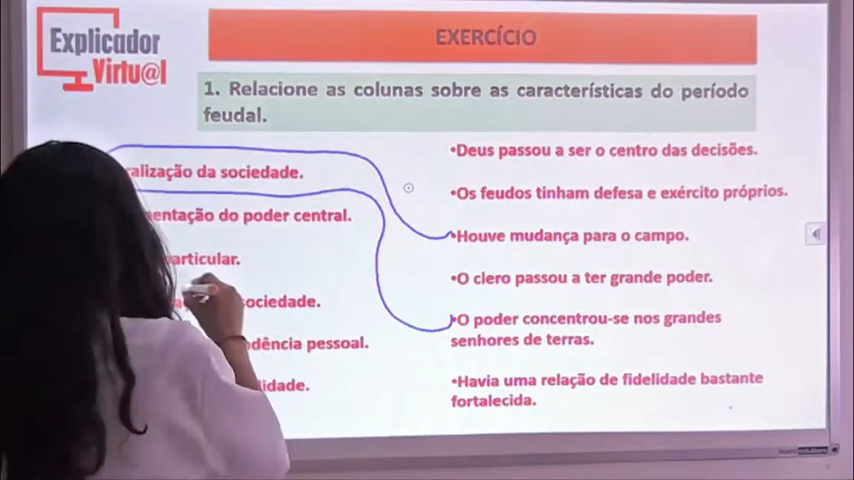 Explicador
Virtu@l
EXERCÍCIO
1. Relacione as colunas sobre as características do período
feudal.
alização da sociedade.
entação do poder central.
particular.
sociedade.
dência pessoal.
lidade.
•Deus passou a ser o centro das decisões.
•Os feudos tinham defesa e exército próprios.
•Houve mudança para o campo.
•O clero passou a ter grande poder.
•O poder concentrou-se nos grandes
senhores de terras.
•Havia uma relação de fidelidade bastante
fortalecida.